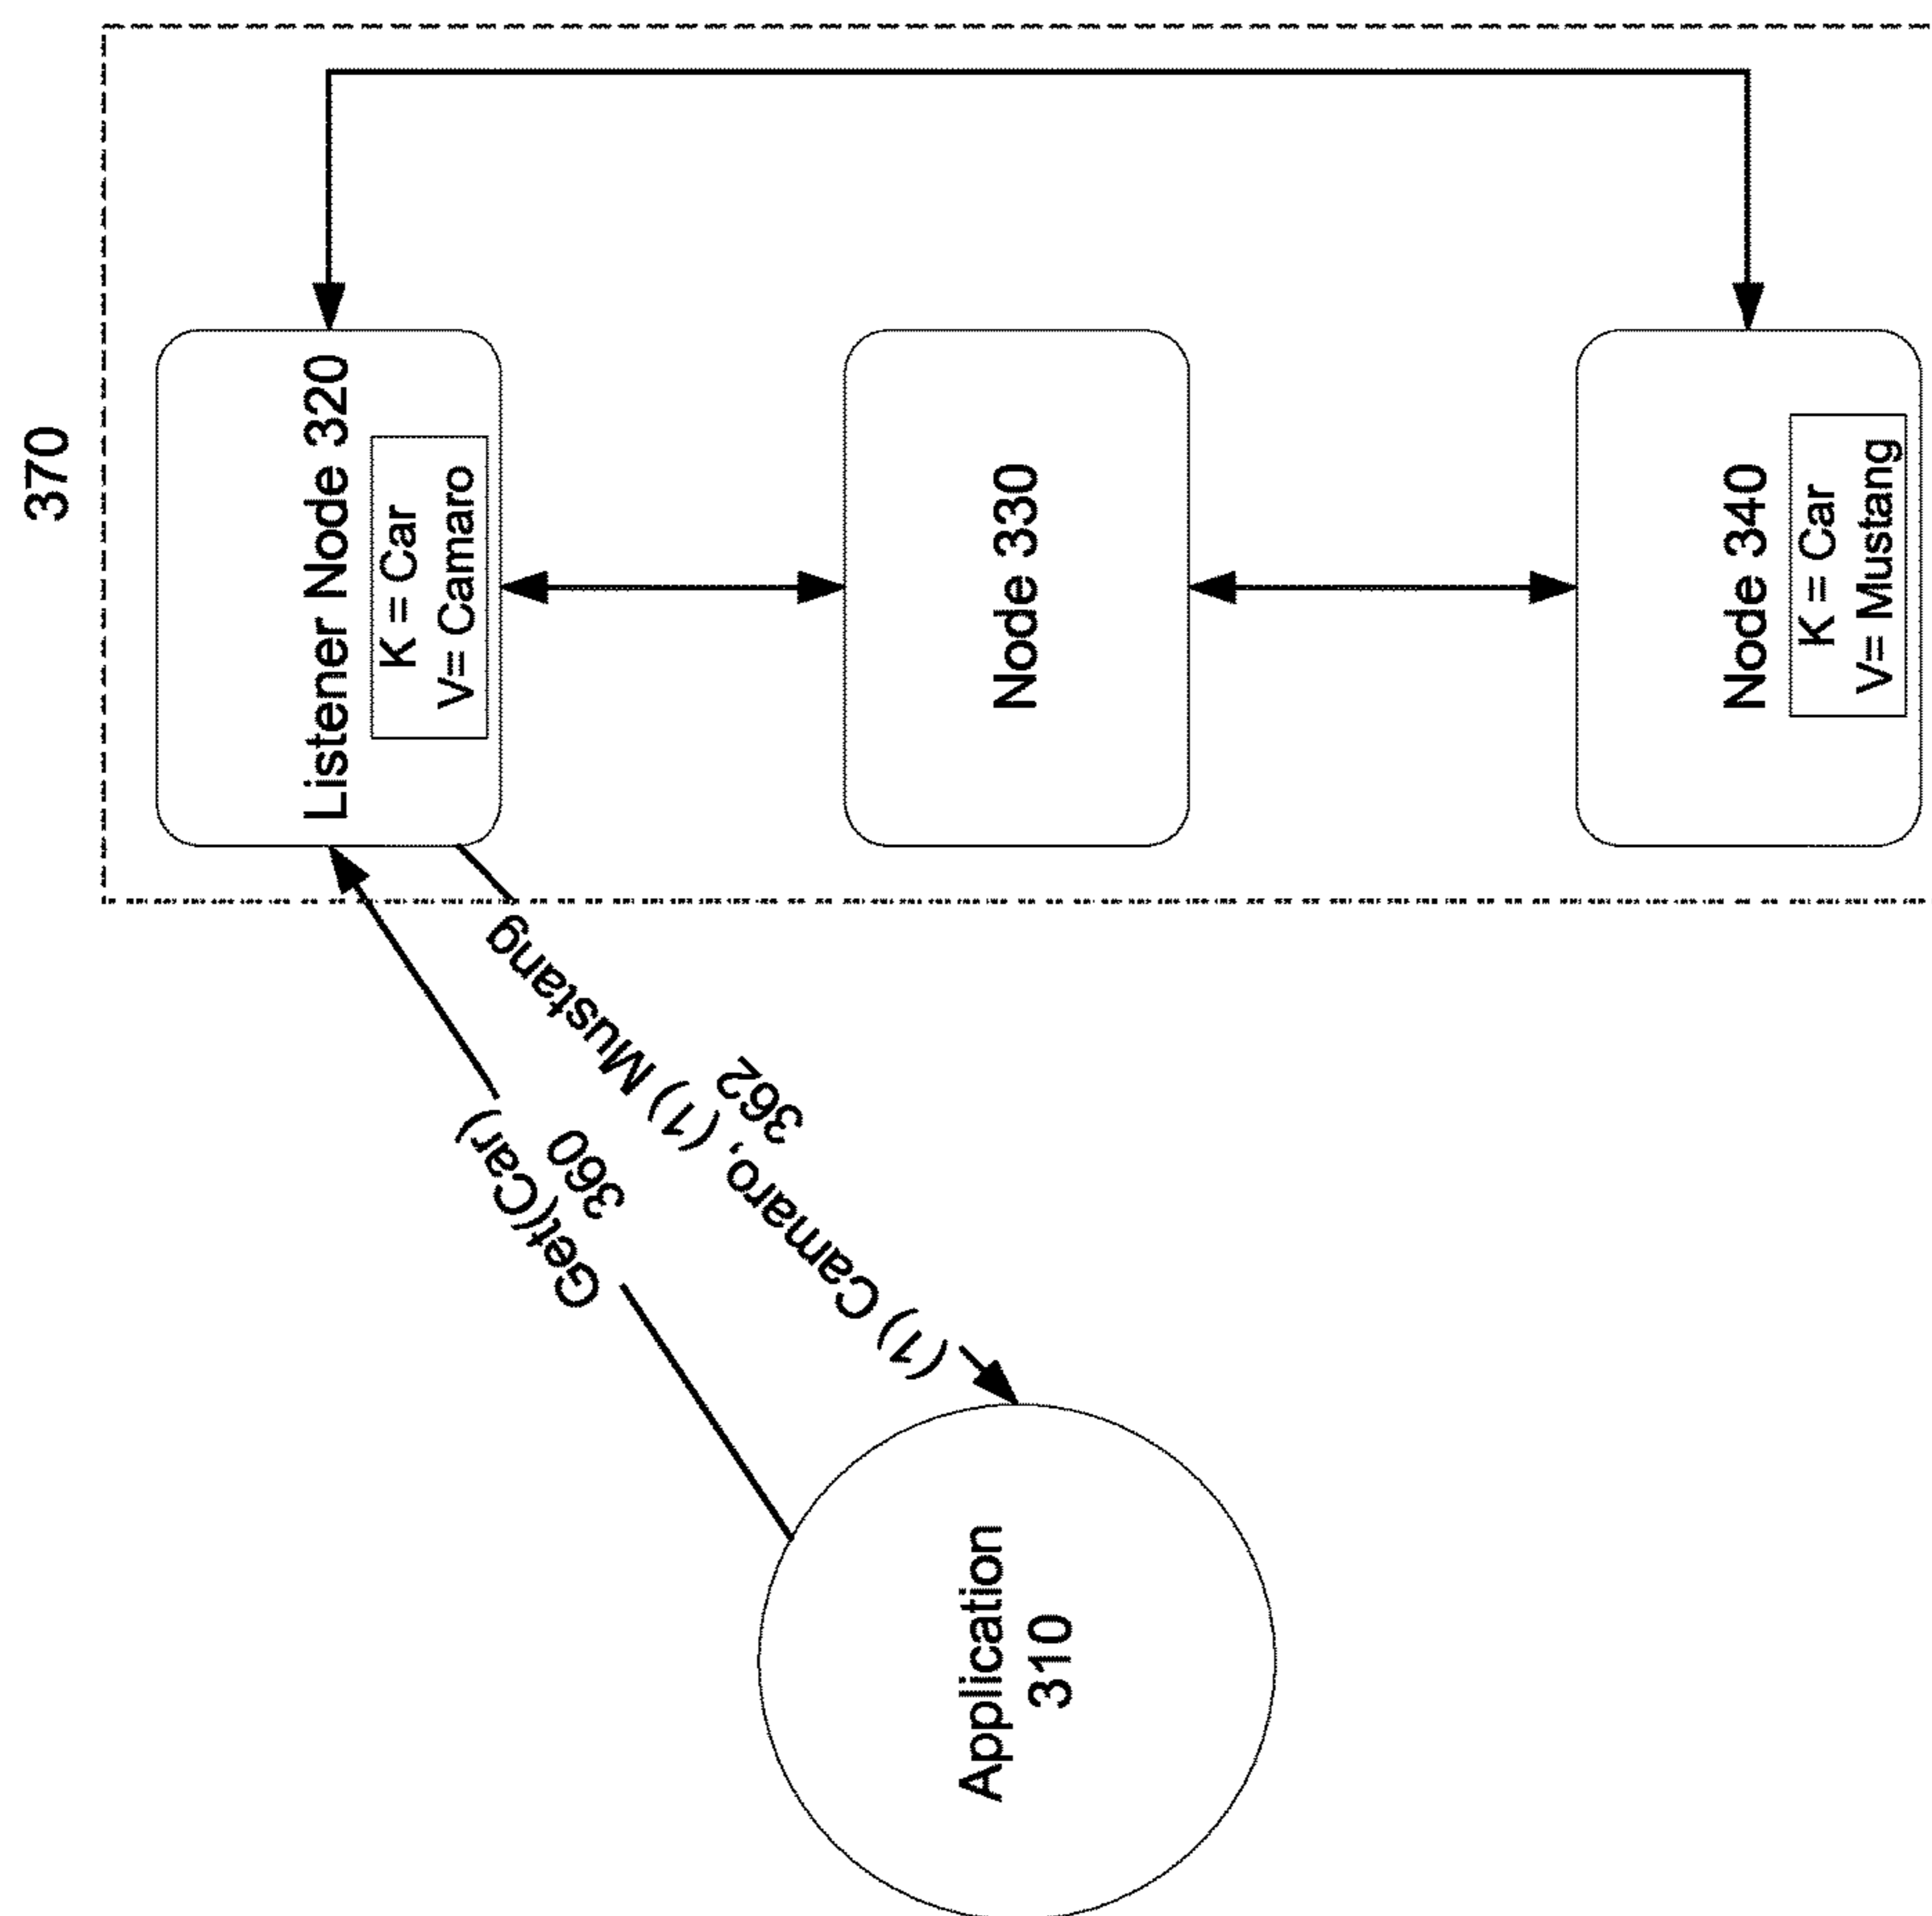 370
Listener Node 320
K = Car
V= Camaro
Node 330
Node 340
K = Car
V= Mustang
Get(Car)
360
(1) Camaro, (1) Mustang
362
Application
310